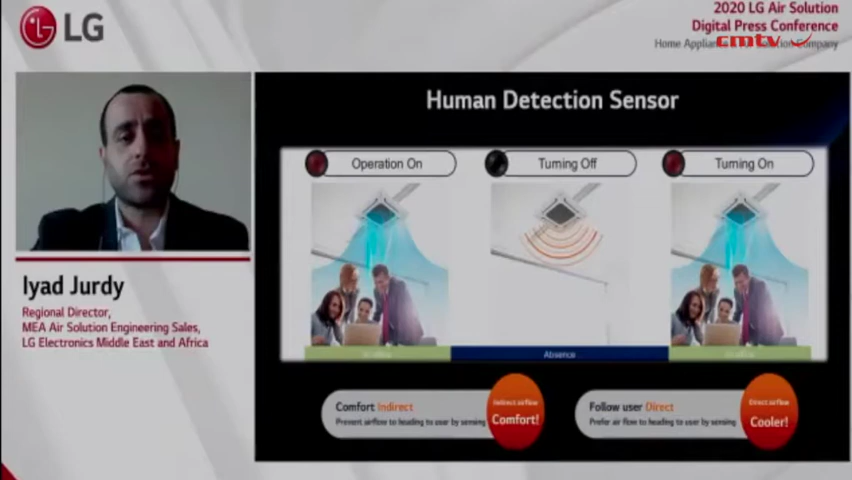 LG
2020 LG Air Solution
Digital Press Conference
Home Appliance Solution Company
cmtv
Human Detection Sensor
Operation On
Turning Off
Turning On
Absence
Iyad Jurdy
Regional Director,
MEA Air Solution Engineering Sales,
LG Electronics Middle East and Africa
Comfort Indirect
Prevent airflow to heading to user by sensing
Indirect airflow
Comfort!
Follow user Direct
Prefer air flow to heading to user by sensing
Direct airflow
Cooler!